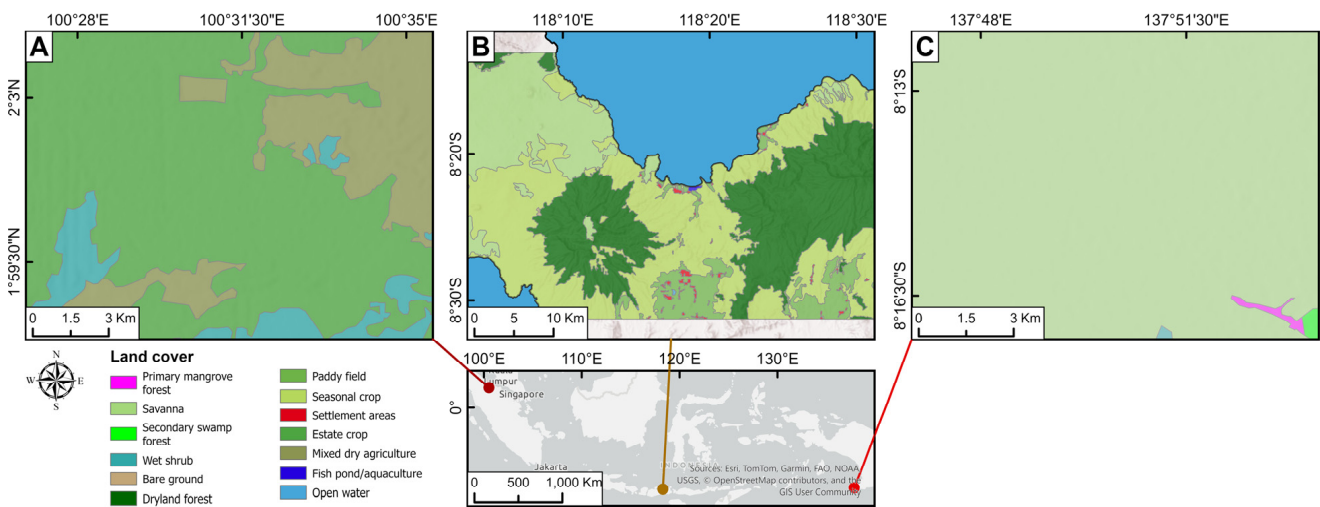 100°28'E 100°31'30"E 100°35'E
118°10'E 118°20'E 118°30'E
137°48'E 137°51'30"E
A
B
C
2°3'N
1°59'30"N
8°20'S
8°30'S
8°13'S
8°16'30"S
0 1.5 3 Km
0 5 10 Km
0 1.5 3 Km
N
W E
S
Land cover
Primary mangrove
forest
Savanna
Secondary swamp
forest
Wet shrub
Bare ground
Dryland forest
Paddy field
Seasonal crop
Settlement areas
Estate crop
Mixed dry agriculture
Fish pond/aquaculture
Open water
100°E 110°E 120°E 130°E
0°
umpur
Singapore
Jakarta
INDONESIA
0 500 1,000 Km
Sources: Esri, TomTom, Garmin, FAO, NOAA,
USGS, © OpenStreetMap contributors, and the
GIS User Community